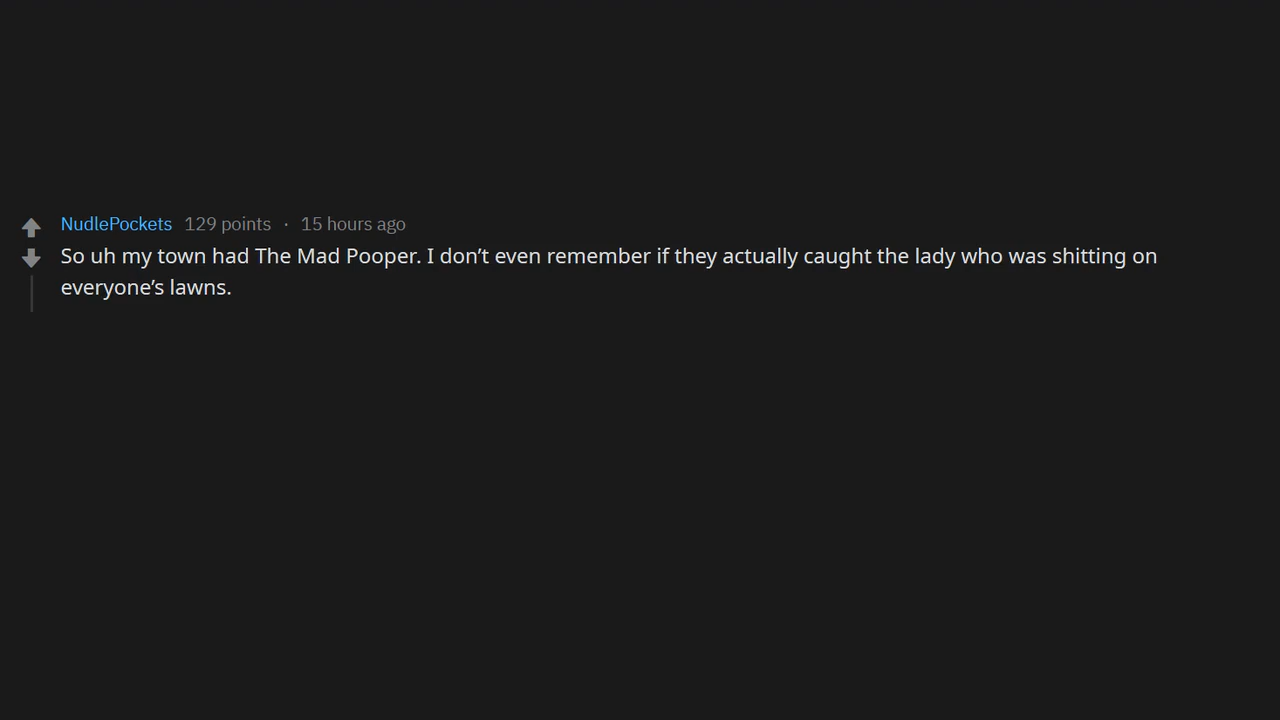 NudlePockets 129 points · 15 hours ago
So uh my town had The Mad Pooper. I don’t even remember if they actually caught the lady who was shitting on
everyone’s lawns.